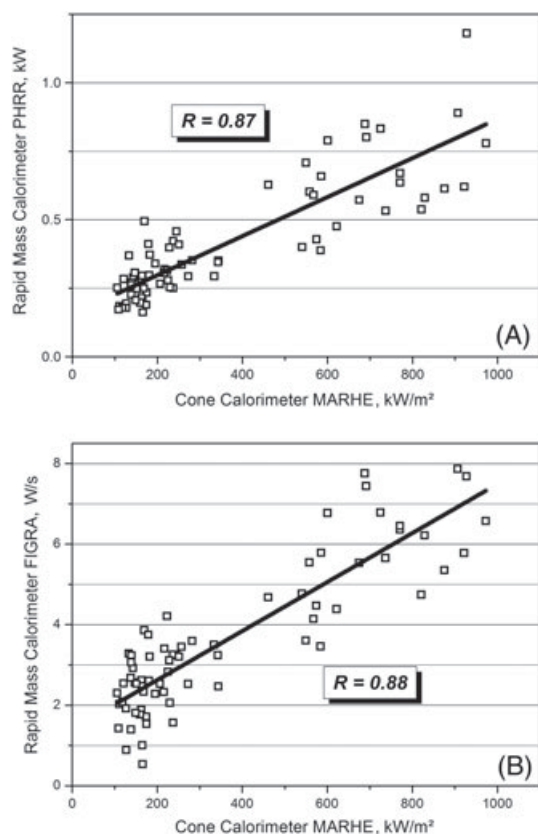 Rapid Mass Calorimeter PHRR, kW
1.0
0.5
0.0
R = 0.87
(A)
0 200 400 600 800 1000
Cone Calorimeter MARHE, kW/m²
Rapid Mass Calorimeter FIGRA, W/s
8
6
4
2
0
R = 0.88
(B)
0 200 400 600 800 1000
Cone Calorimeter MARHE, kW/m²